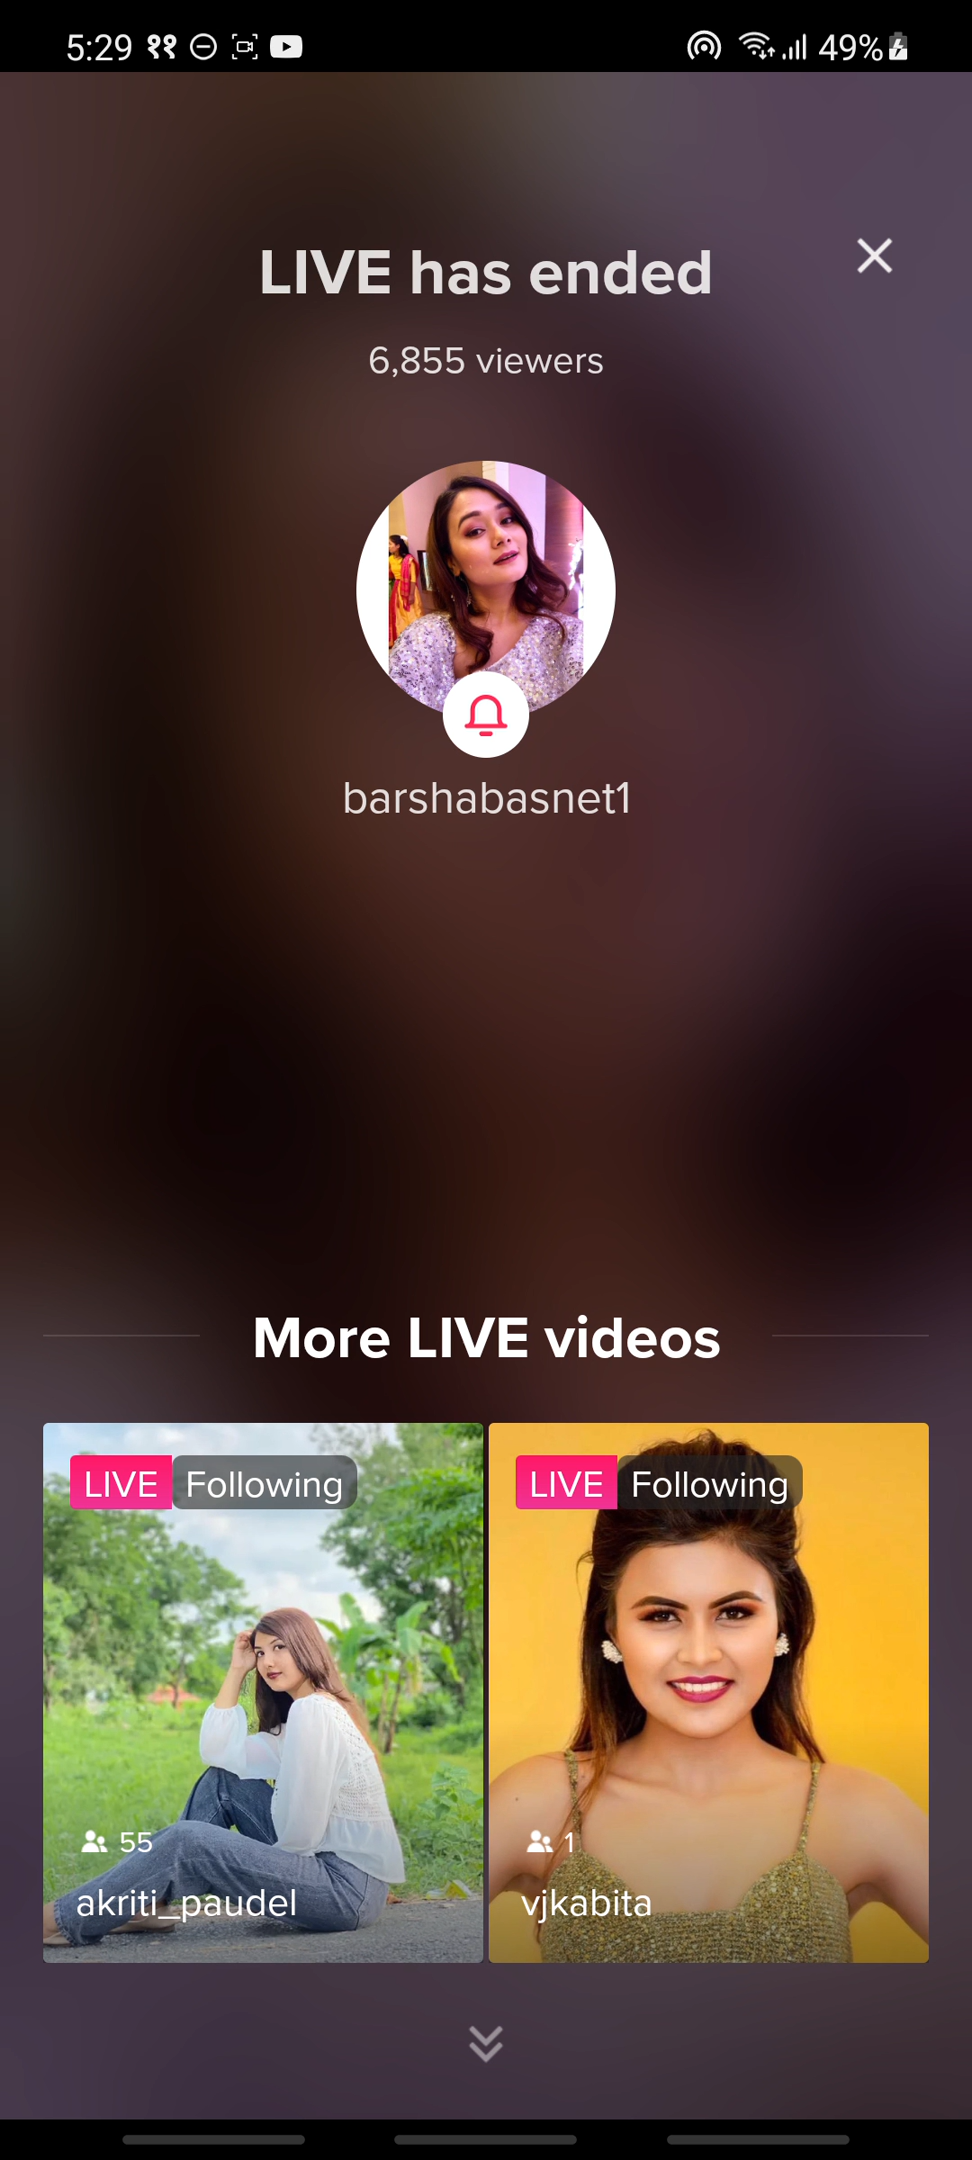 5:29 ११ 49%
LIVE has ended
6,855 viewers
barshabasnet1
More LIVE videos
LIVE Following
LIVE Following
55
1
akriti_paudel
vjkabita